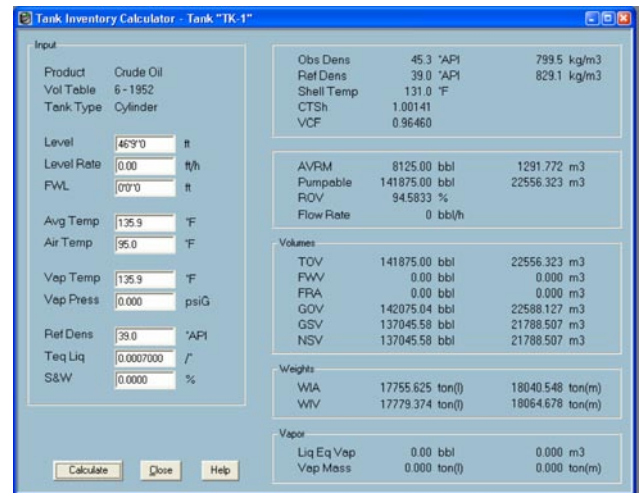 Tank Inventory Calculator - Tank "TK-1"
Input
Product Crude Oil
Vol Table 6 - 1952
Tank Type Cylinder
Level 46'9"0 ft
Level Rate 0.00 ft/h
FWL 0'0"0 ft
Avg Temp 135.9 °F
Air Temp 95.0 °F
Vap Temp 135.9 °F
Vap Press 0.000 psiG
Ref Dens 39.0 °API
Teq Liq 0.0007000 /°
S&W 0.0000 %
Calculate Close Help
Obs Dens 45.3 °API 799.5 kg/m3
Ref Dens 39.0 °API 829.1 kg/m3
Shell Temp 131.0 °F
CTSh 1.00141
VCF 0.96460
AVRM 8125.00 bbl 1291.772 m3
Pumpable 141875.00 bbl 22556.323 m3
ROV 94.5833 %
Flow Rate 0 bbl/h
Volumes
TOV 141875.00 bbl 22556.323 m3
FWV 0.00 bbl 0.000 m3
FRA 0.00 bbl 0.000 m3
GOV 142075.04 bbl 22588.127 m3
GSV 137045.58 bbl 21788.507 m3
NSV 137045.58 bbl 21788.507 m3
Weights
WIA 17755.625 ton(l) 18040.548 ton(m)
WIV 17779.374 ton(l) 18064.678 ton(m)
Vapor
Liq Eq Vap 0.00 bbl 0.000 m3
Vap Mass 0.000 ton(l) 0.000 ton(m)